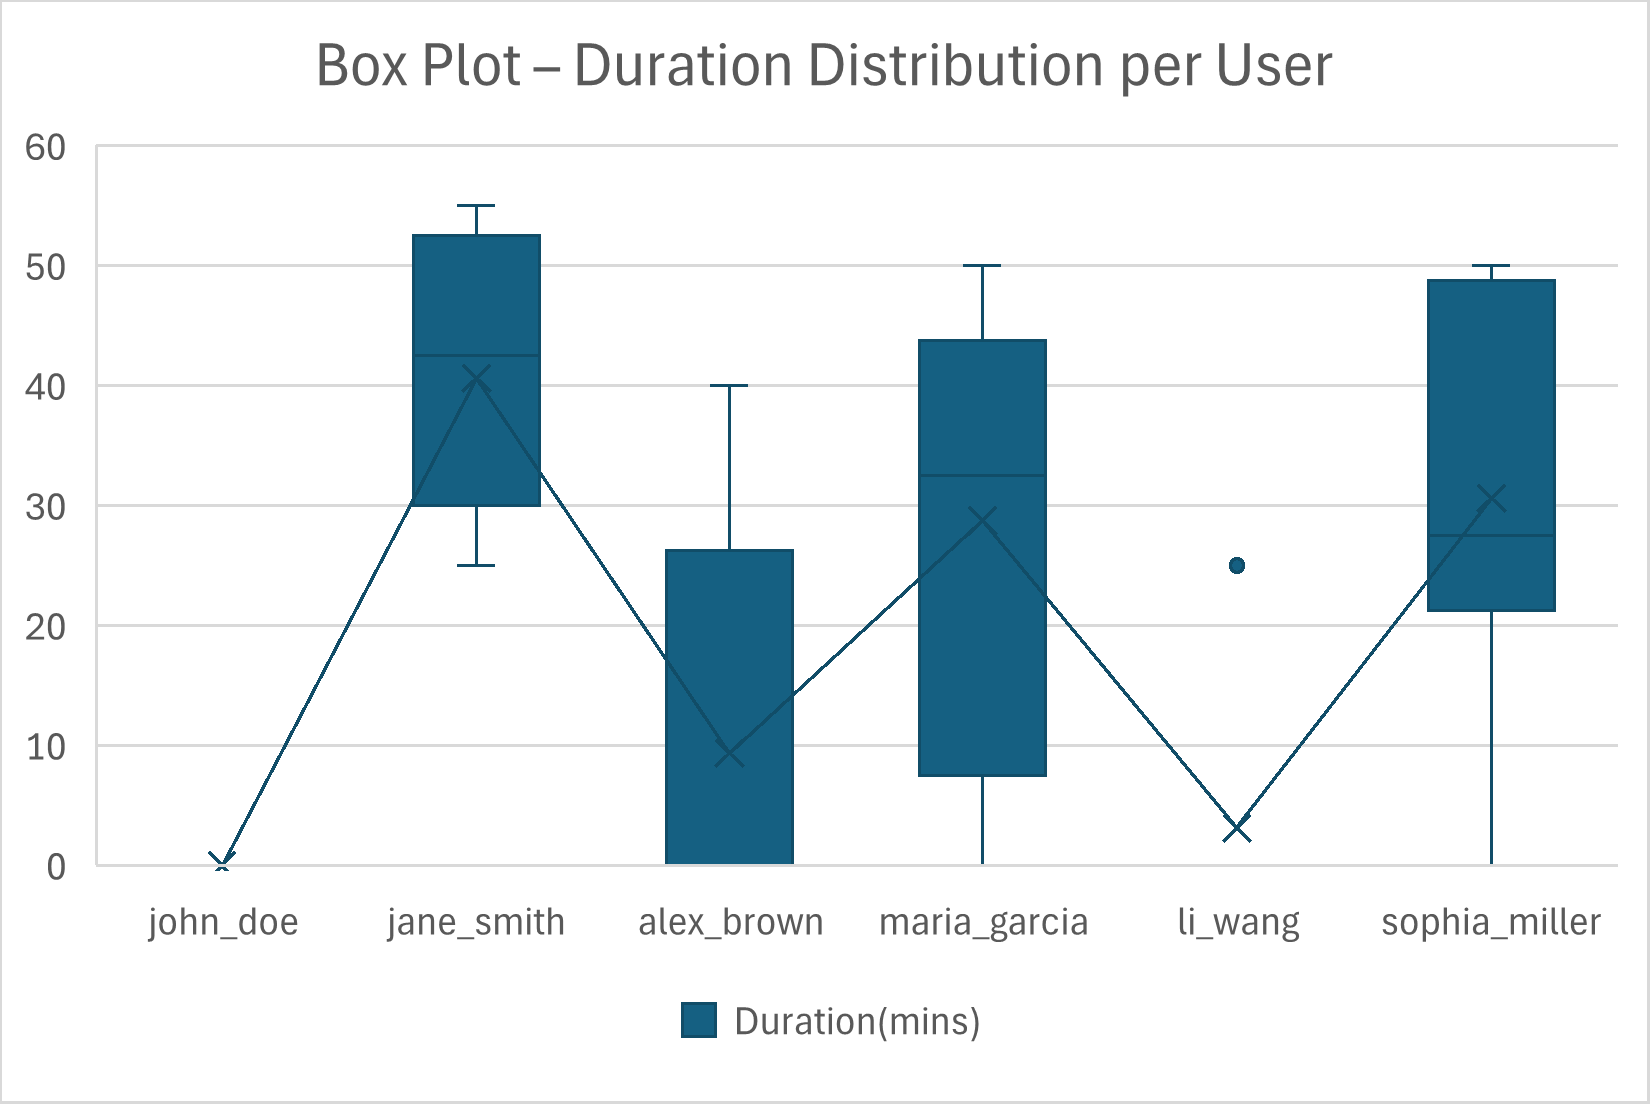 Box Plot – Duration Distribution per User
60
50
40
30
20
10
0
john_doe jane_smith alex_brown maria_garcia li_wang sophia_miller
Duration(mins)